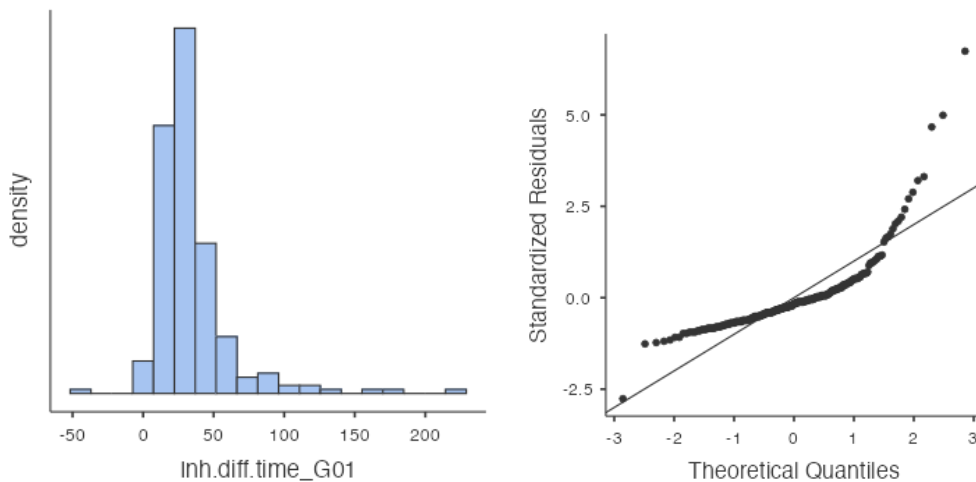 density
-50 0 50 100 150 200
Inh.diff.time_G01
Standardized Residuals
5.0
2.5
0.0
-2.5
-3 -2 -1 0 1 2 3
Theoretical Quantiles